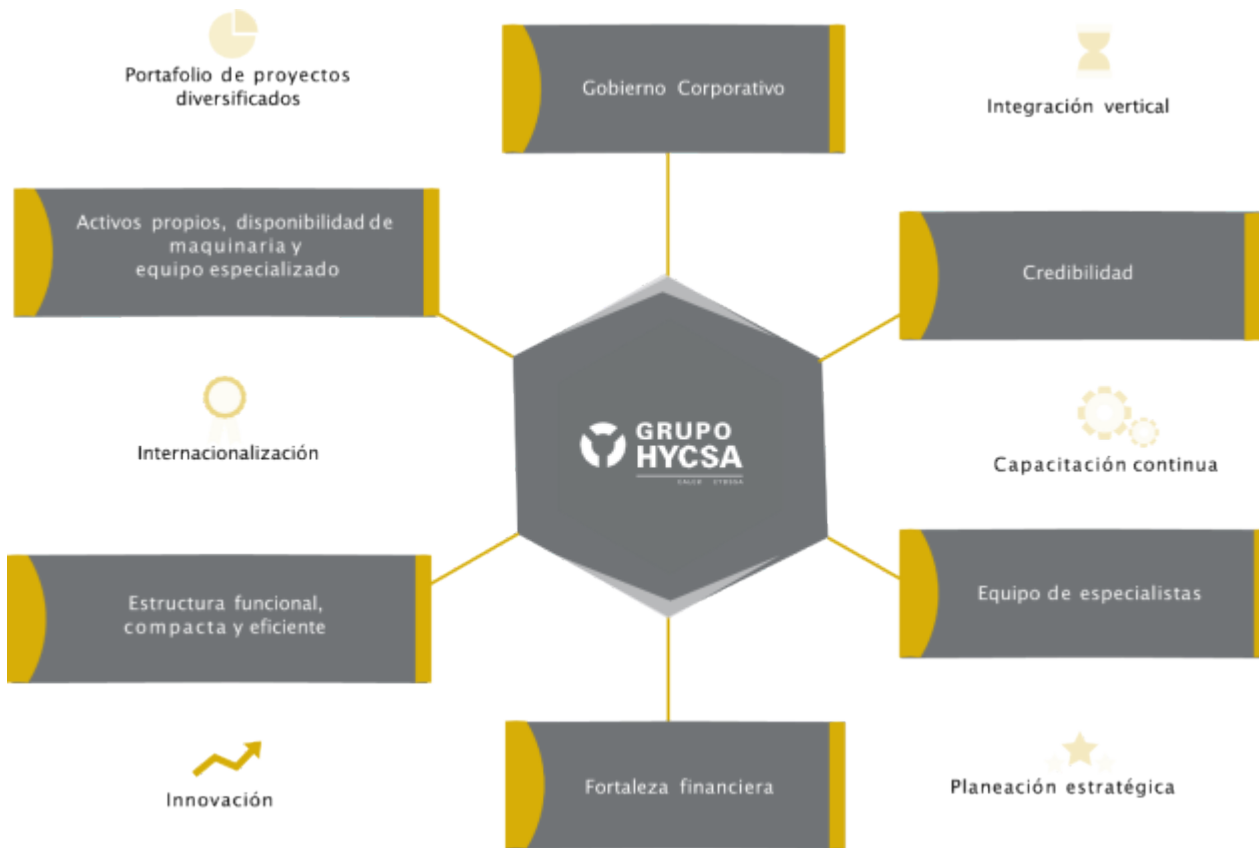 Portafolio de proyectos
diversificados
Gobierno Corporativo
Integración vertical
Activos propios, disponibilidad de
maquinaria y
equipo especializado
Credibilidad
GRUPO
HYCSA
Internacionalización
Capacitación continua
Estructura funcional,
compacta y eficiente
Equipo de especialistas
Innovación
Fortaleza financiera
Planeación estratégica